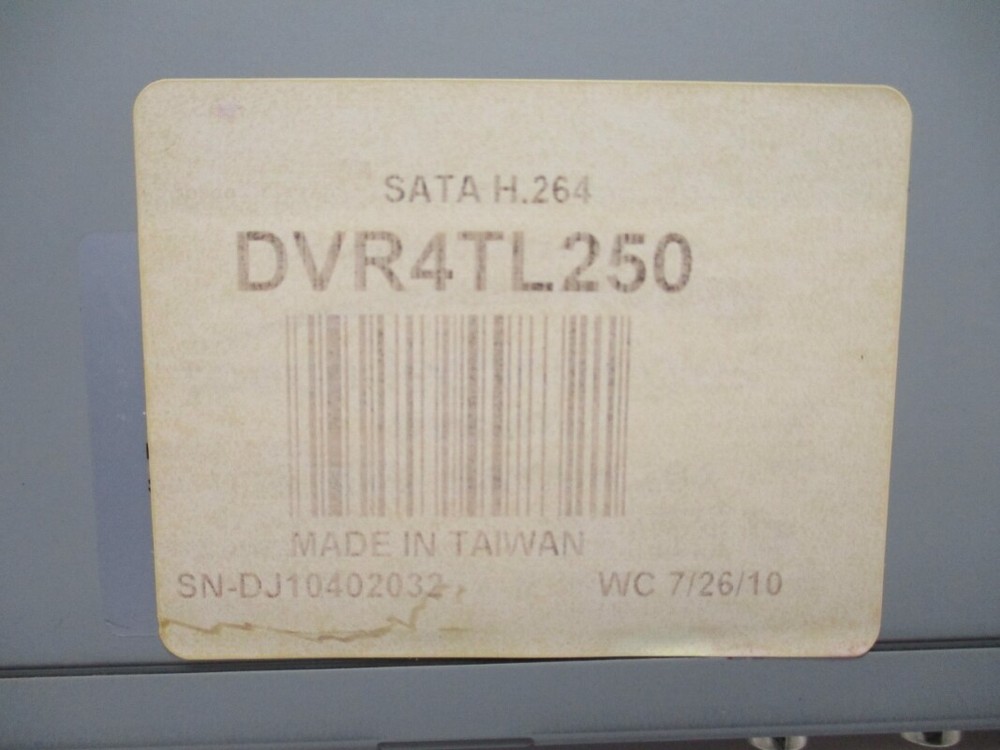 SATA H.264
DVR4TL250
MADE IN TAIWAN
SN-DJ10402032
WC 7/26/10